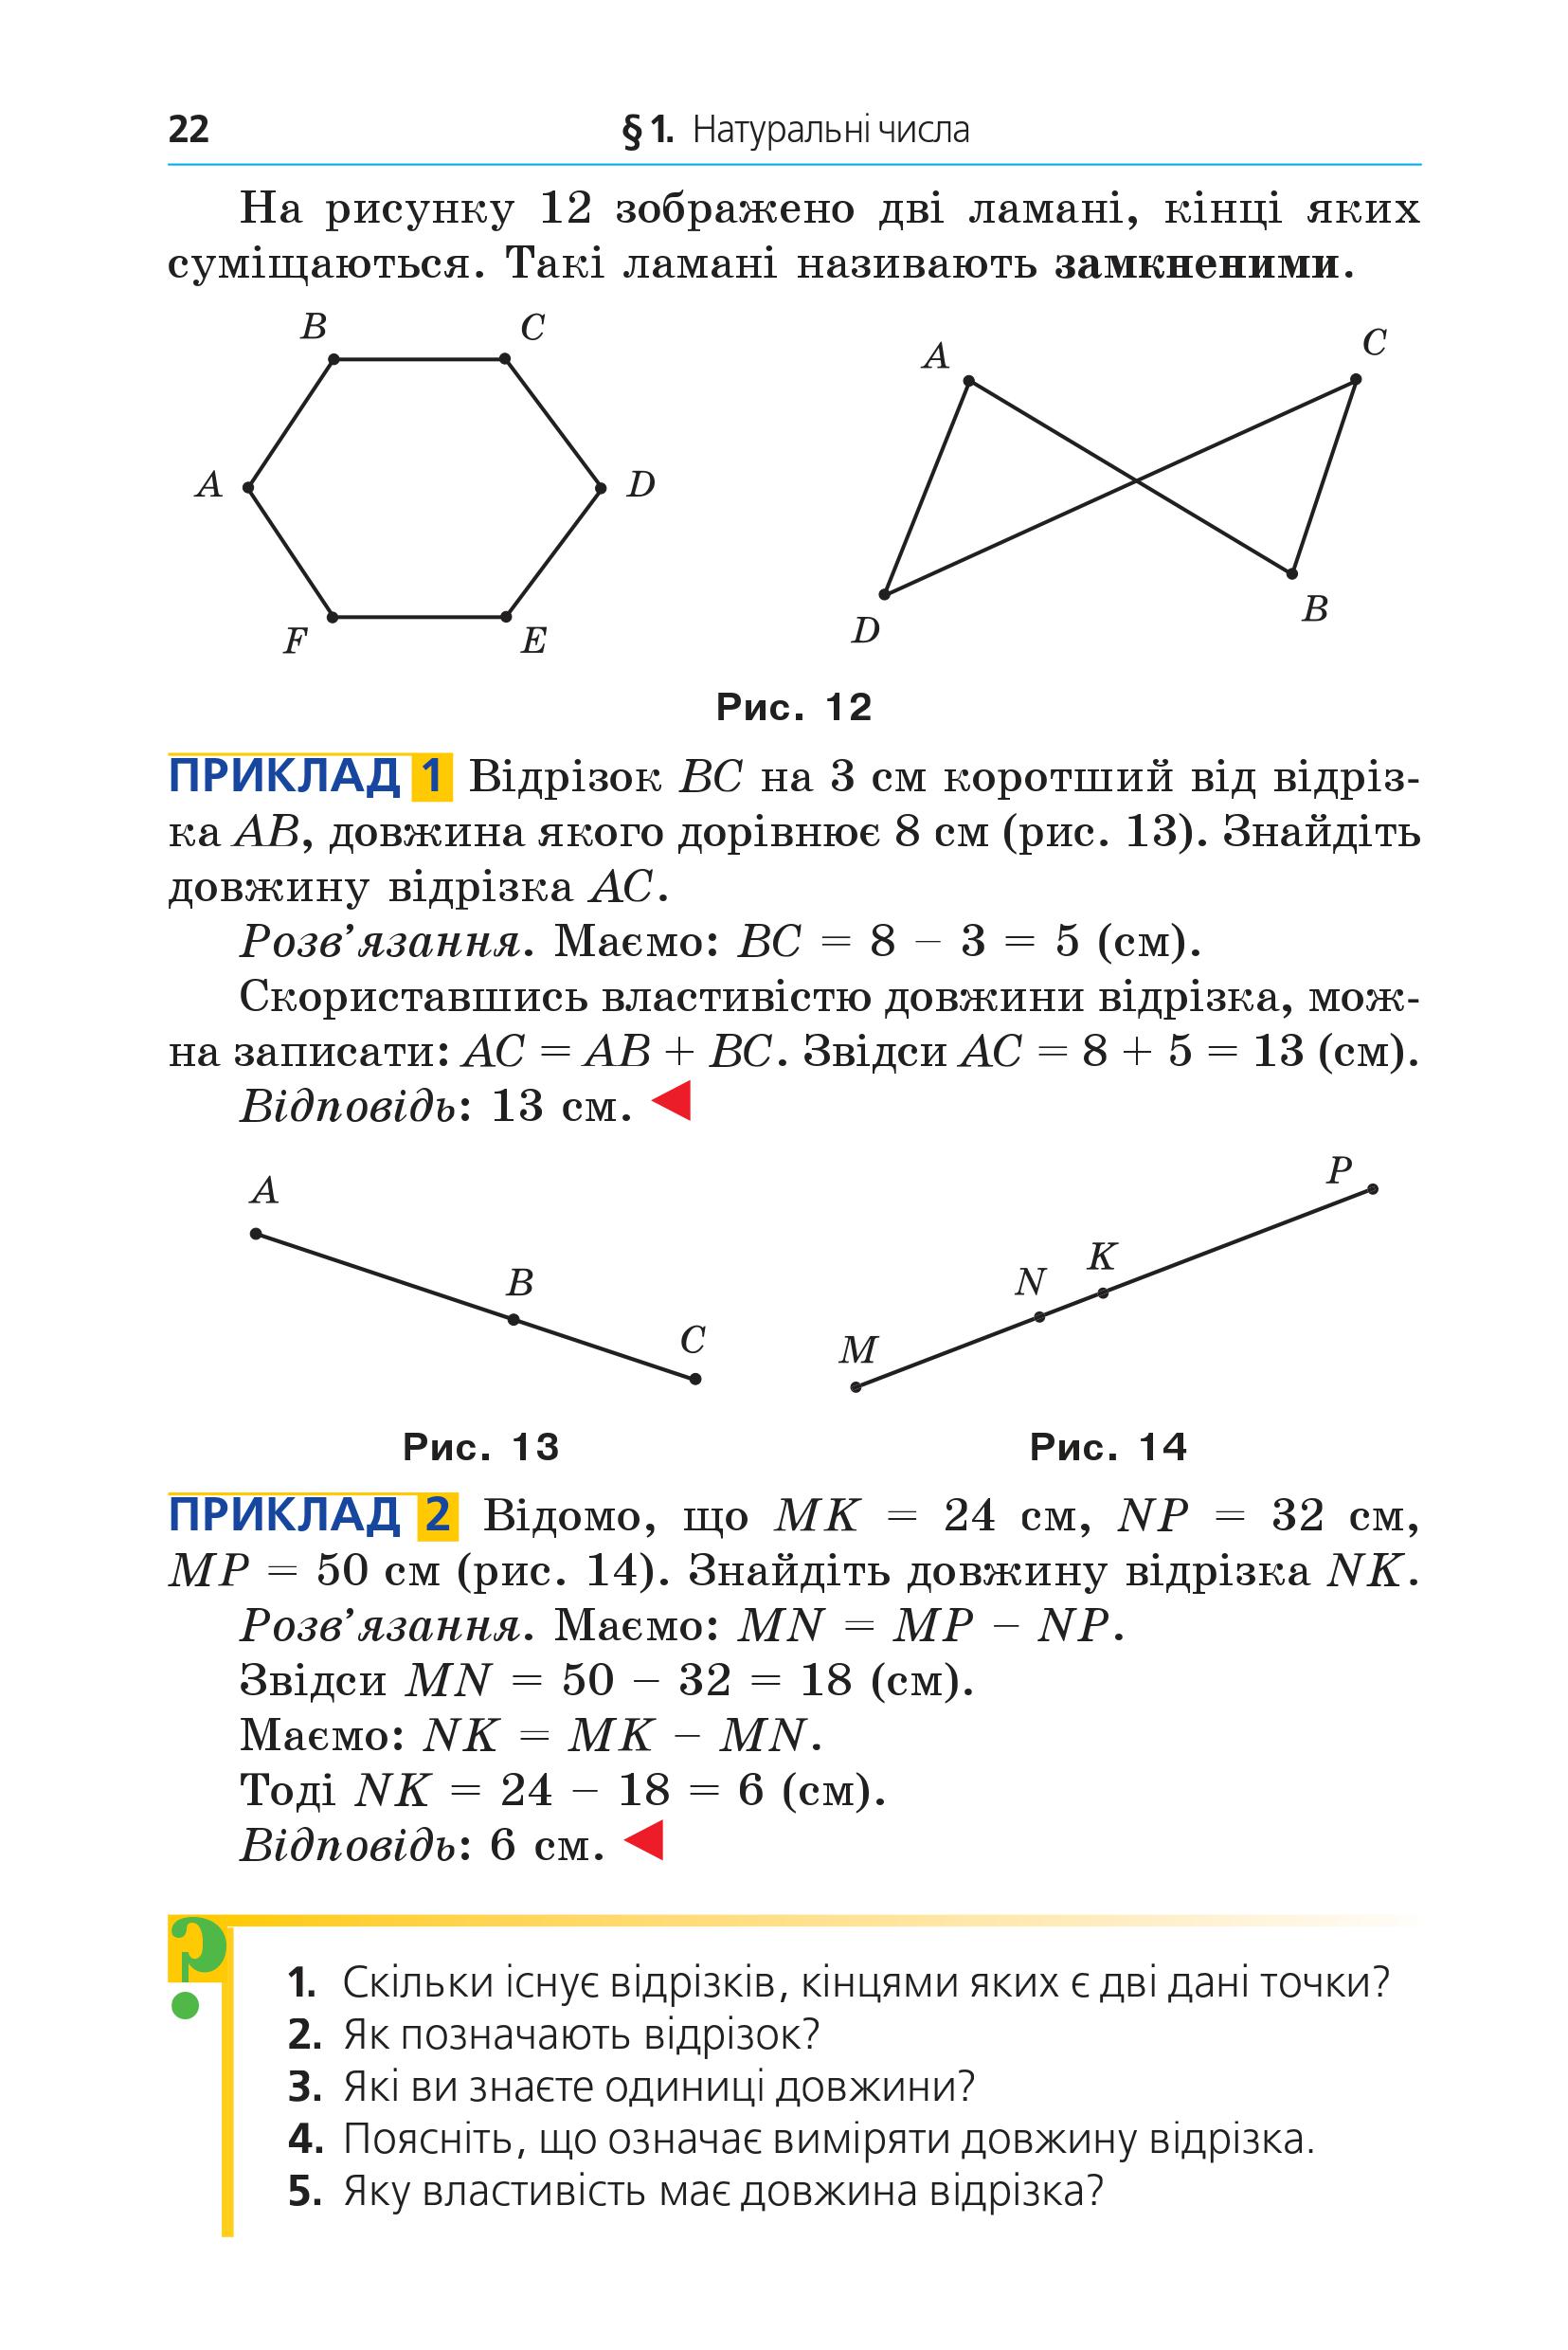 22 § 1. Натуральні числа
На рисунку 12 зображено дві ламані, кінці яких
суміщаються. Такі ламані називають замкненими.
B C
A C
A D
D B
F E
Рис. 12
ПРИКЛАД 1 Відрізок BC на 3 см коротший від відріз-
ка AB, довжина якого дорівнює 8 см (рис. 13). Знайдіть
довжину відрізка AC.
Розв’язання. Маємо: BC = 8 – 3 = 5 (см).
Скориставшись властивістю довжини відрізка, мож-
на записати: AC = AB + BC. Звідси AC = 8 + 5 = 13 (см).
Відповідь: 13 см.
A B C
M N K P
Рис. 13 Рис. 14
ПРИКЛАД 2 Відомо, що MK = 24 см, NP = 32 см,
MP = 50 см (рис. 14). Знайдіть довжину відрізка NK.
Розв’язання. Маємо: MN = MP – NP.
Звідси MN = 50 – 32 = 18 (см).
Маємо: NK = MK – MN.
Тоді NK = 24 – 18 = 6 (см).
Відповідь: 6 см.
?
1. Скільки існує відрізків, кінцями яких є дві дані точки?
2. Як позначають відрізок?
3. Які ви знаєте одиниці довжини?
4. Поясніть, що означає виміряти довжину відрізка.
5. Яку властивість має довжина відрізка?